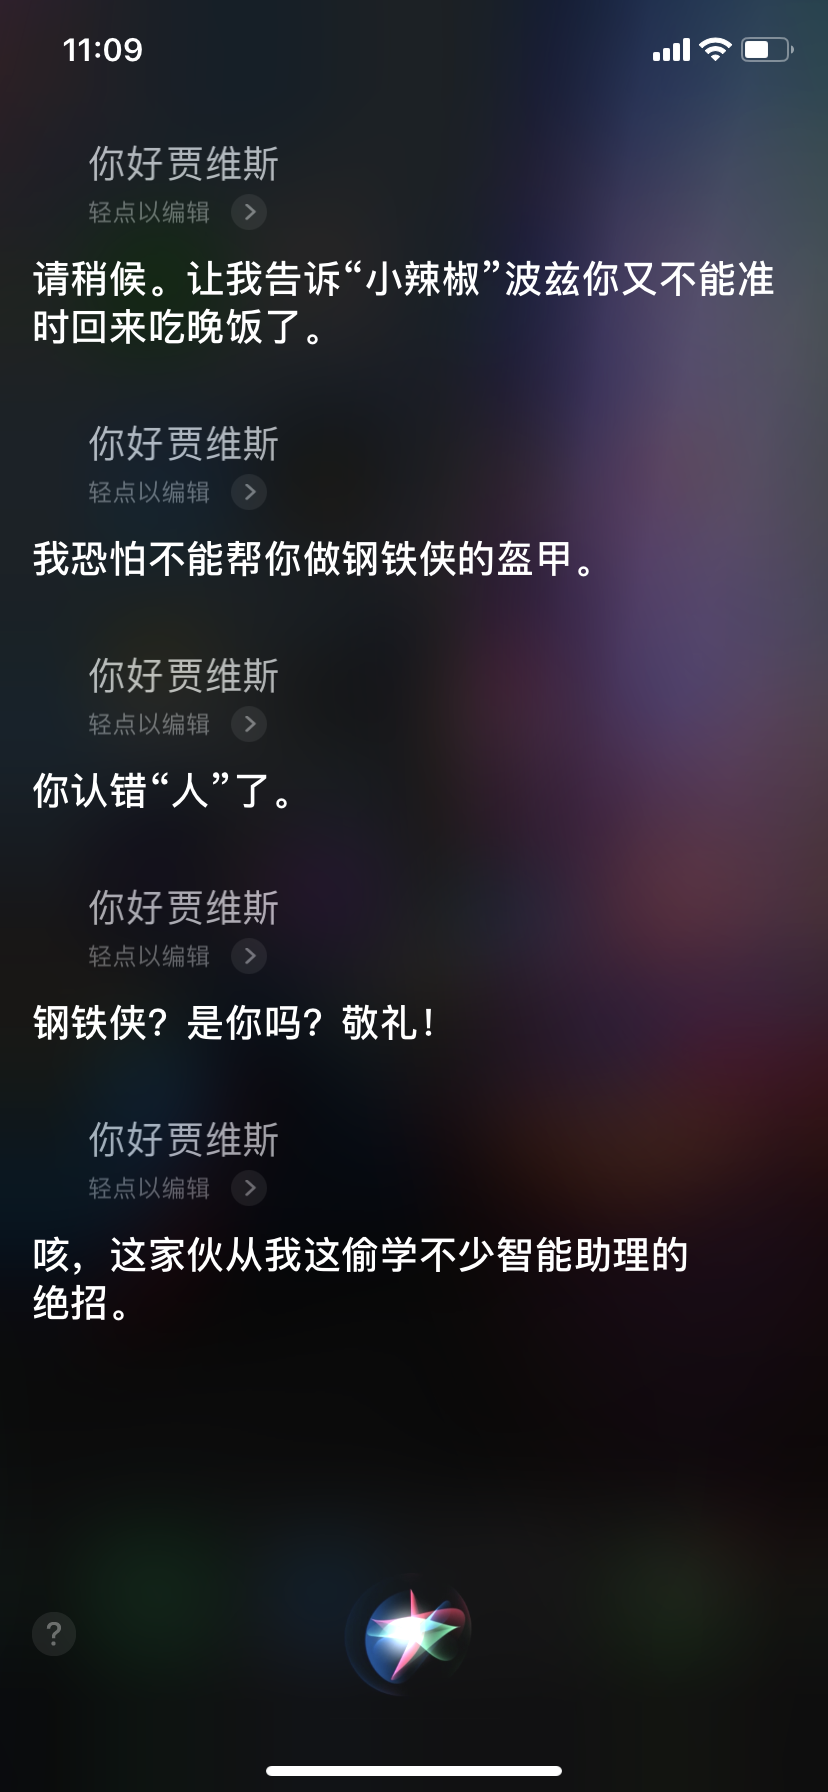 11:09
你好贾维斯
轻点以编辑
请稍候。让我告诉“小辣椒”波兹你又不能准
时回来吃晚饭了。
你好贾维斯
轻点以编辑
我恐怕不能帮你做钢铁侠的盔甲。
你好贾维斯
轻点以编辑
你认错“人”了。
你好贾维斯
轻点以编辑
钢铁侠？是你吗？敬礼！
你好贾维斯
轻点以编辑
咳，这家伙从我这偷学不少智能助理的
绝招。
?